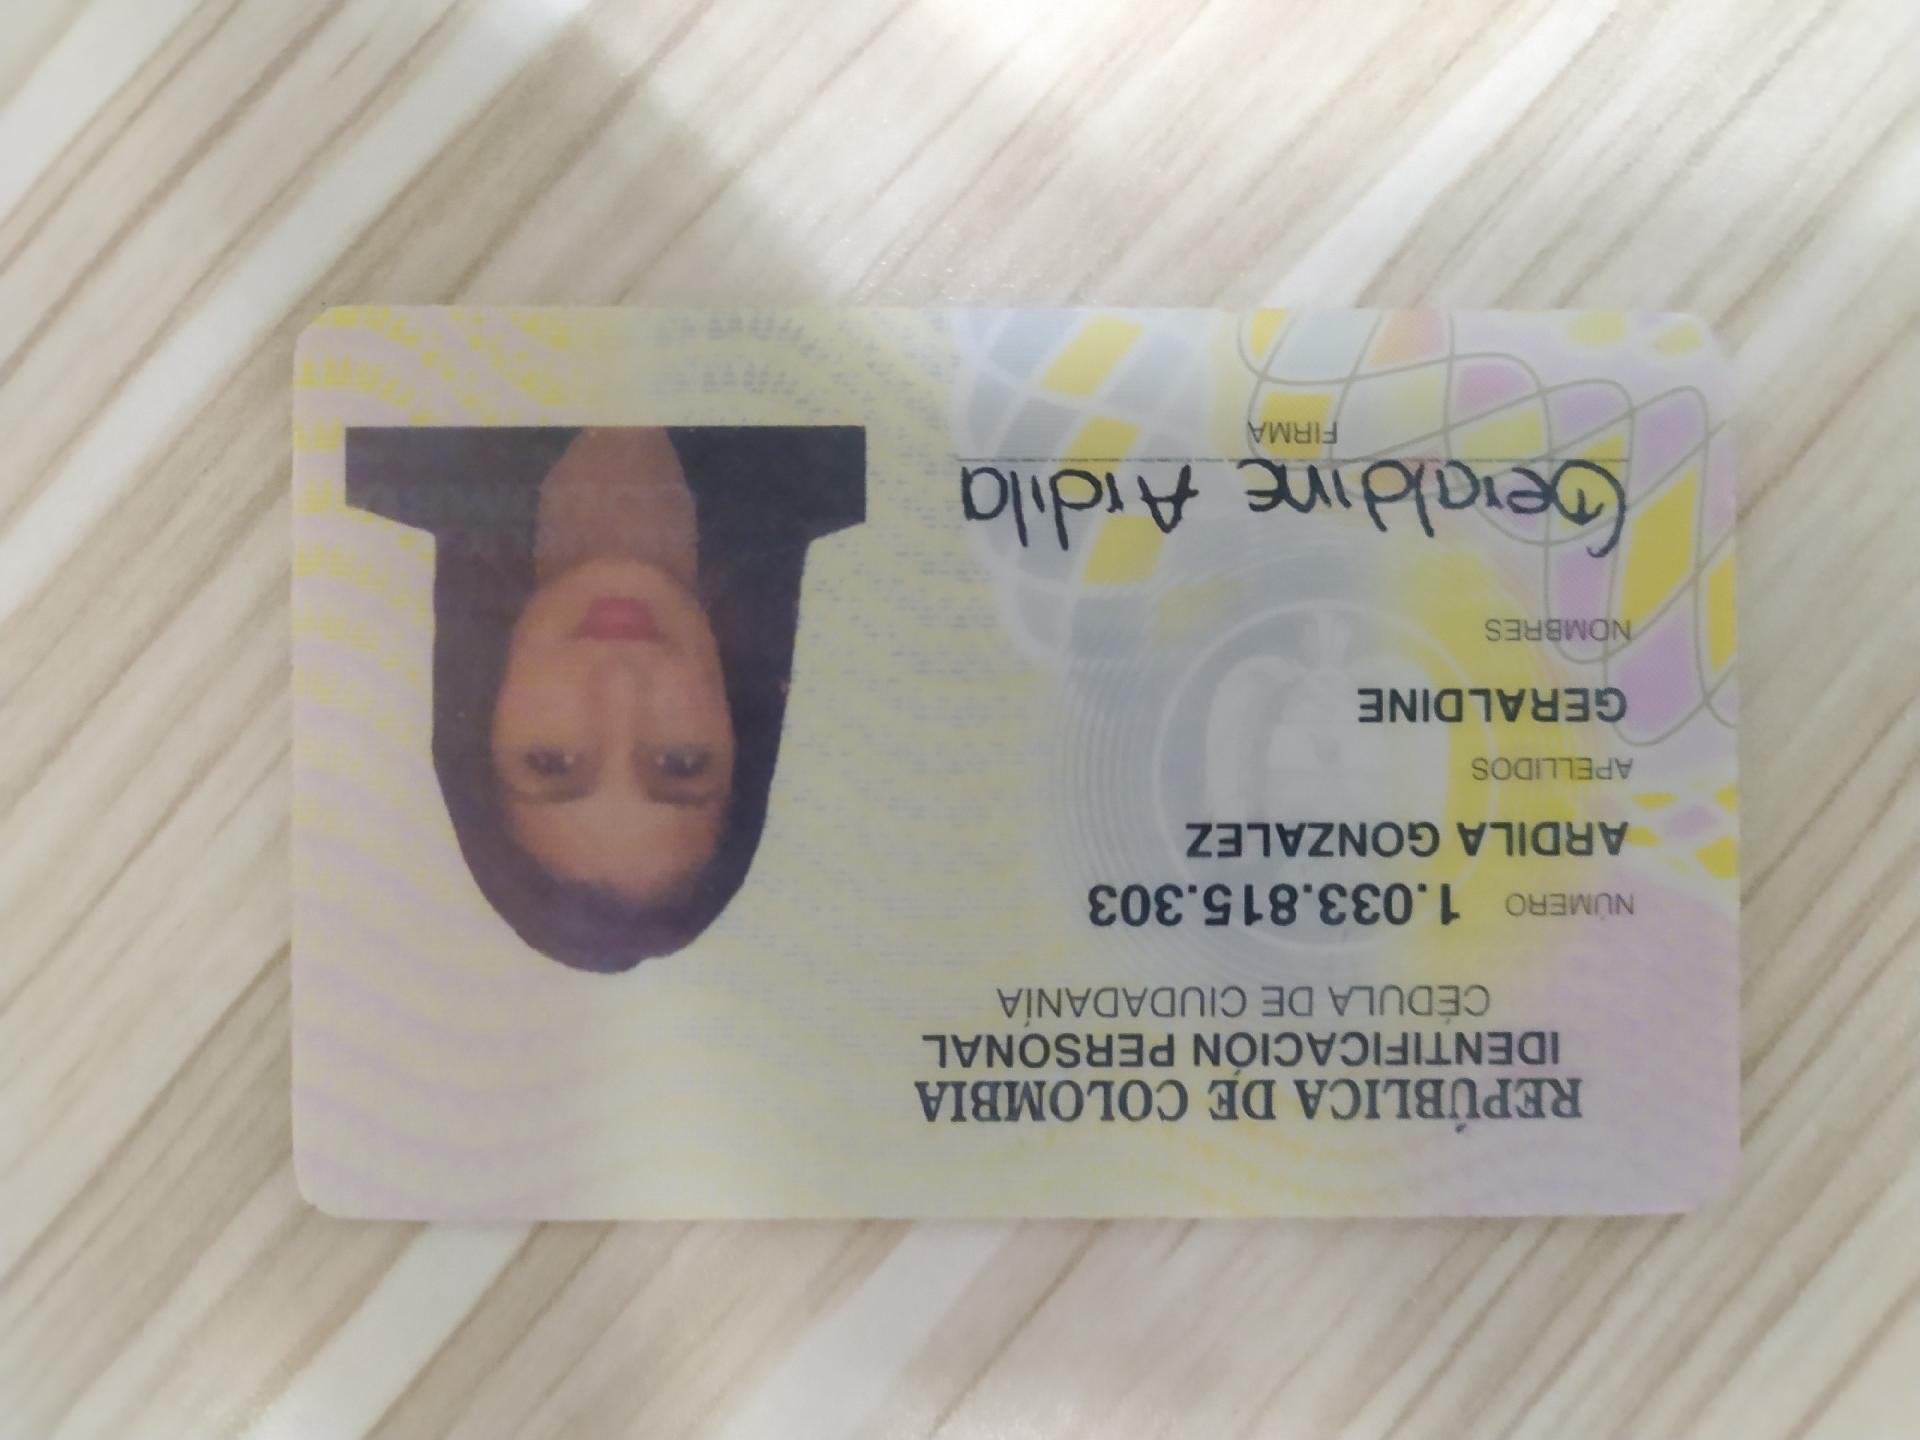 REPÚBLICA DE COLOMBIA
IDENTIFICACIÓN PERSONAL
CÉDULA DE CIUDADANÍA
NÚMERO 1.033.815.303
ARDILA GONZALEZ
APELLIDOS
GERALDINE
NOMBRES
Geraldine Ardila
FIRMA